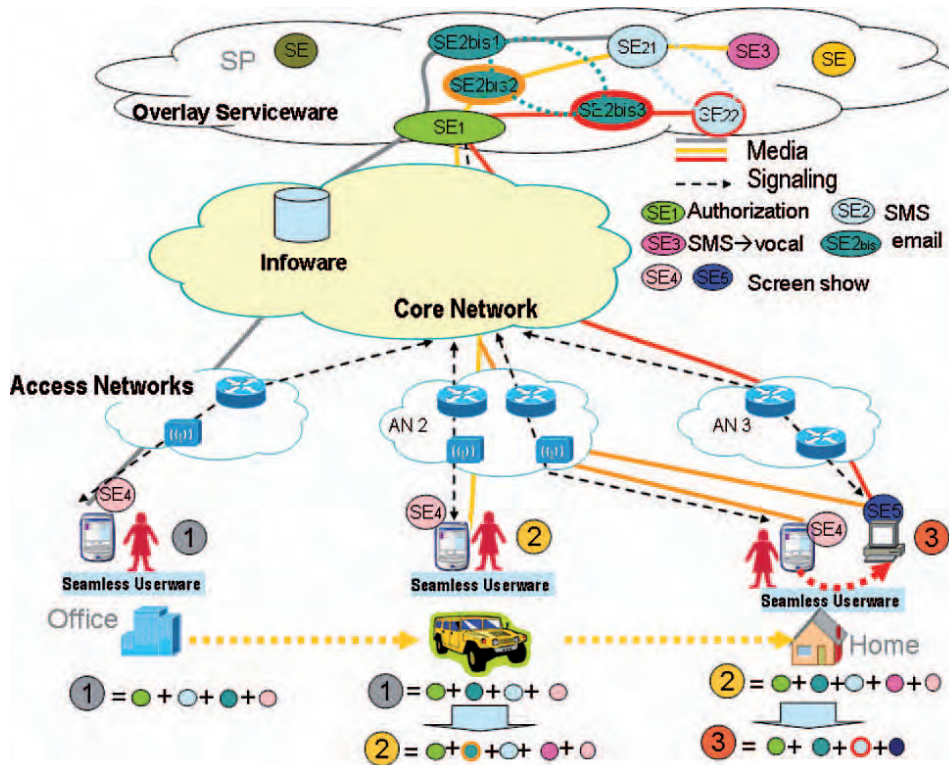 SE2bis1
SE21
SE3
SE
SP
SE
SE2bis2
SE2bis3
SE22
Overlay Serviceware
SE1
Media
Signaling
SE1 Authorization
SE2 SMS
SE3 SMS→vocal
SE2bis email
SE4 SE5 Screen show
Infoware
Core Network
Access Networks
AN 2
AN 3
SE4
SE4
SE4
SE5
1
2
3
Seamless Userware
Seamless Userware
Seamless Userware
Office
Home
1 = + + +
1 = + + +
2 = + + + +
2 = + + + +
3 = + + +